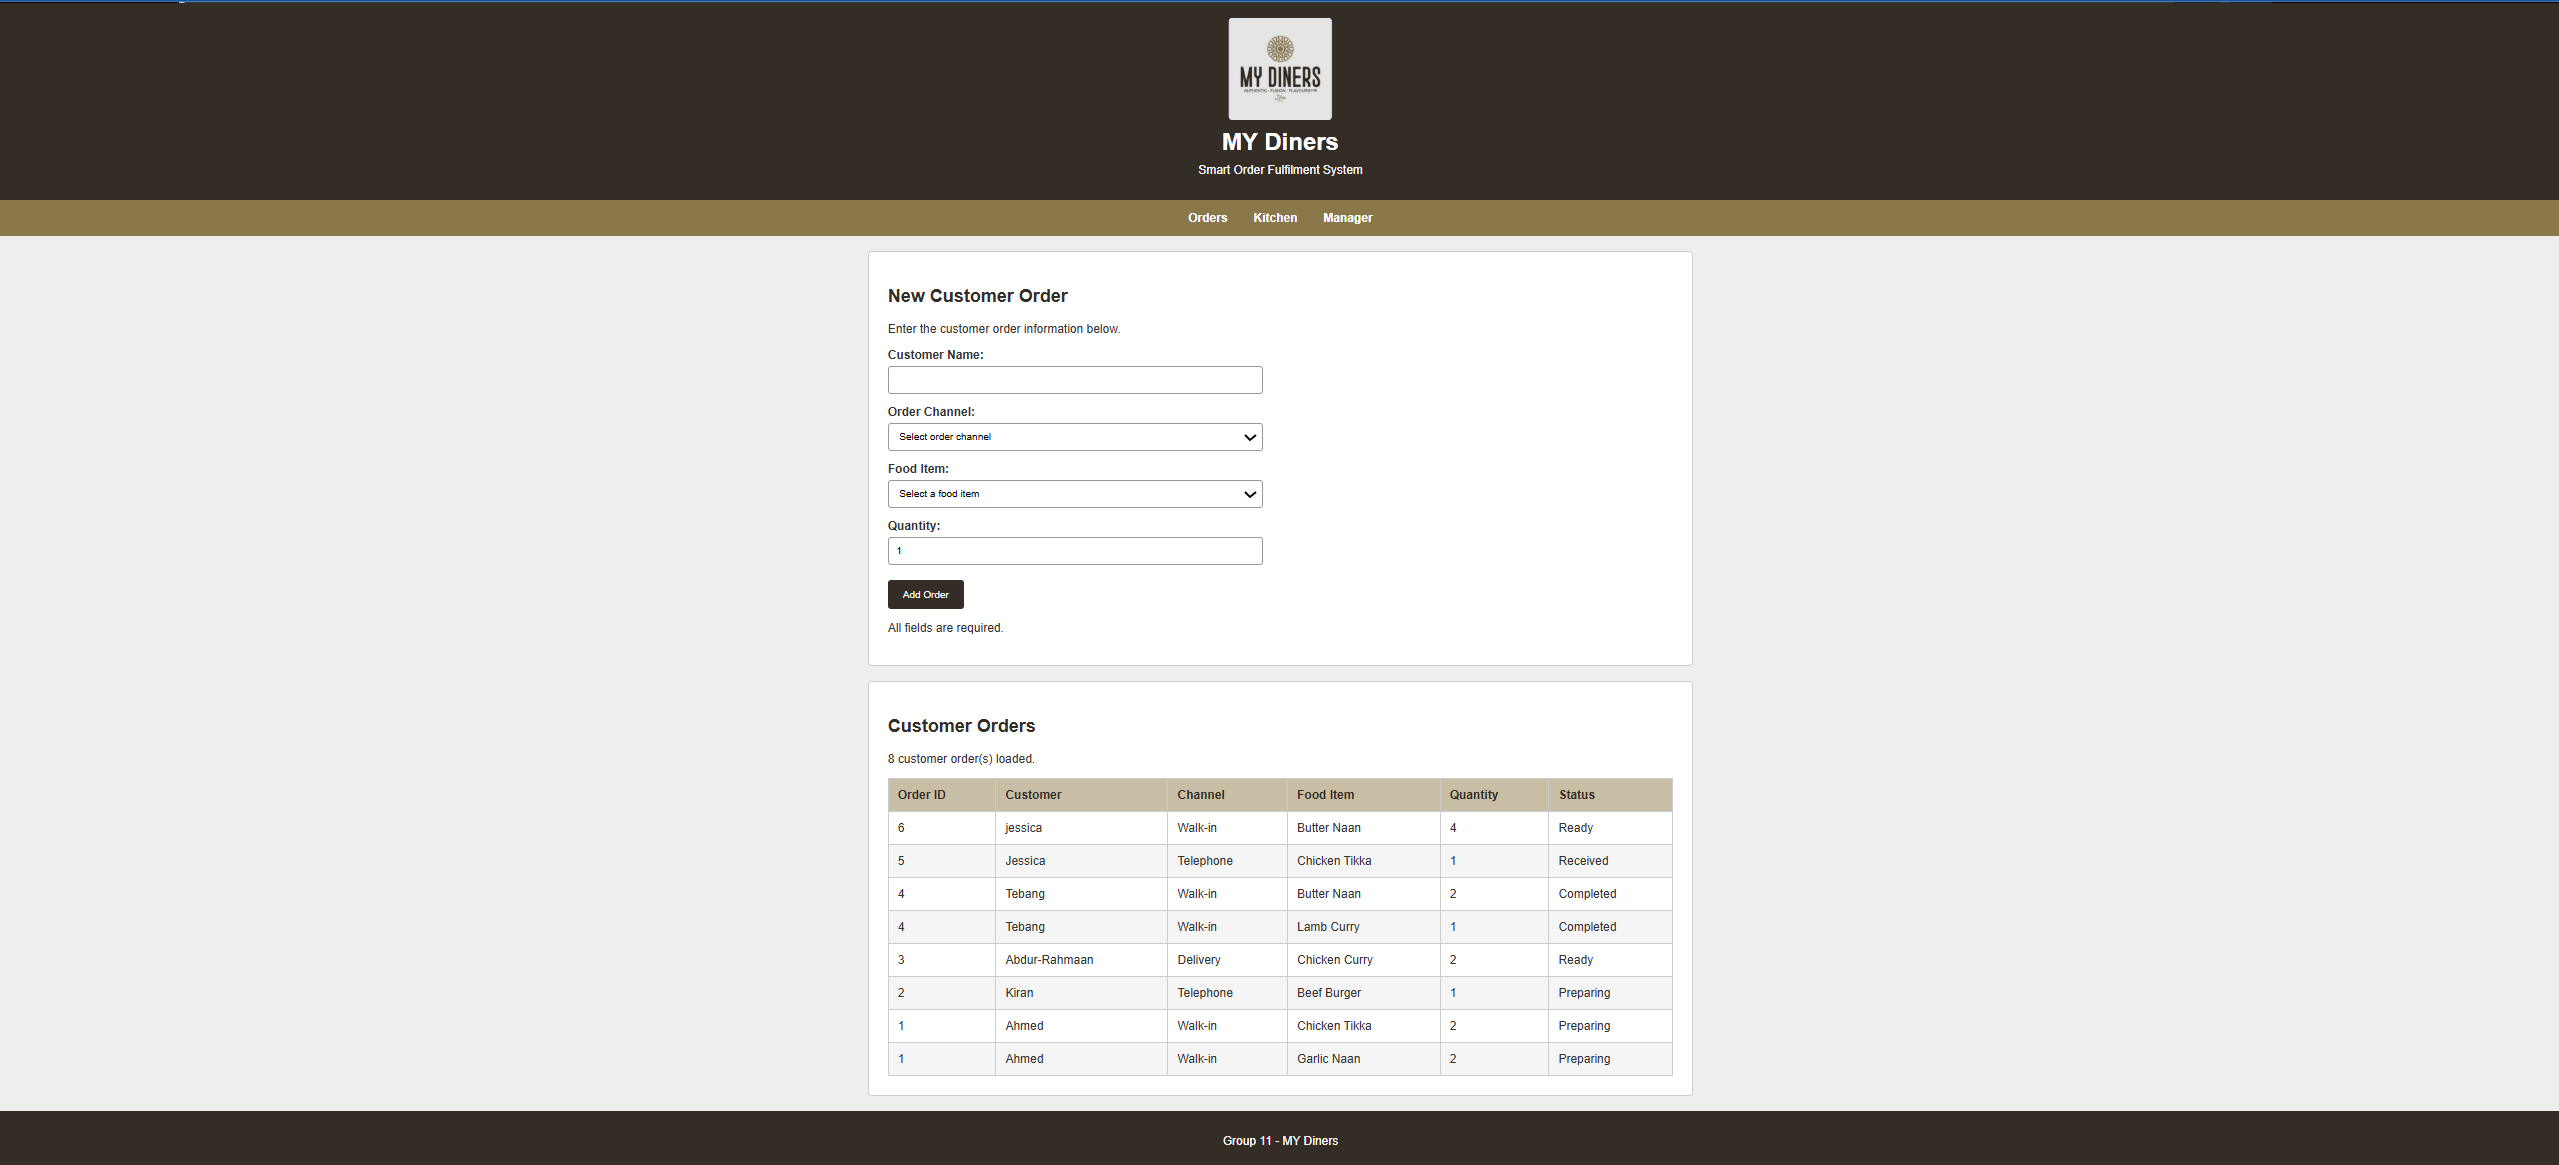 MY DINERS
AUTHENTIC · FUSION · FLAVOURS
MY Diners
Smart Order Fulfilment System
Orders Kitchen Manager
New Customer Order
Enter the customer order information below.
Customer Name:
Order Channel:
Select order channel
Food Item:
Select a food item
Quantity:
1
Add Order
All fields are required.
Customer Orders
8 customer order(s) loaded.
Order ID Customer Channel Food Item Quantity Status
6 jessica Walk-in Butter Naan 4 Ready
5 Jessica Telephone Chicken Tikka 1 Received
4 Tebang Walk-in Butter Naan 2 Completed
4 Tebang Walk-in Lamb Curry 1 Completed
3 Abdur-Rahmaan Delivery Chicken Curry 2 Ready
2 Kiran Telephone Beef Burger 1 Preparing
1 Ahmed Walk-in Chicken Tikka 2 Preparing
1 Ahmed Walk-in Garlic Naan 2 Preparing
Group 11 - MY Diners